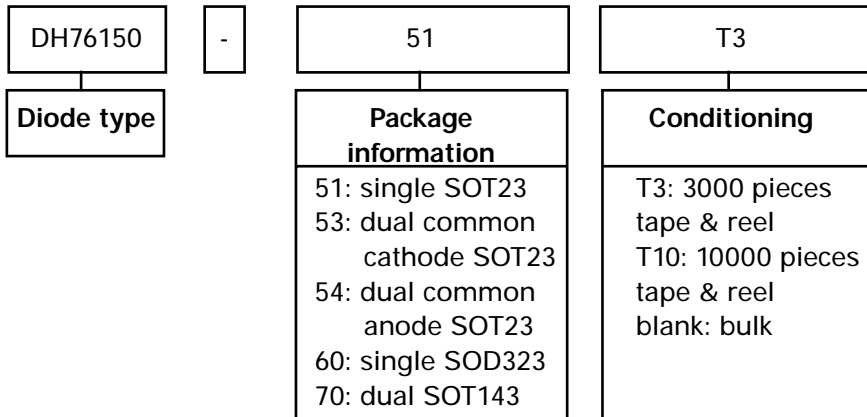 DH76150 - 51 T3
Diode type
Package
information
51: single SOT23
53: dual common
cathode SOT23
54: dual common
anode SOT23
60: single SOD323
70: dual SOT143
Conditioning
T3: 3000 pieces
tape & reel
T10: 10000 pieces
tape & reel
blank: bulk